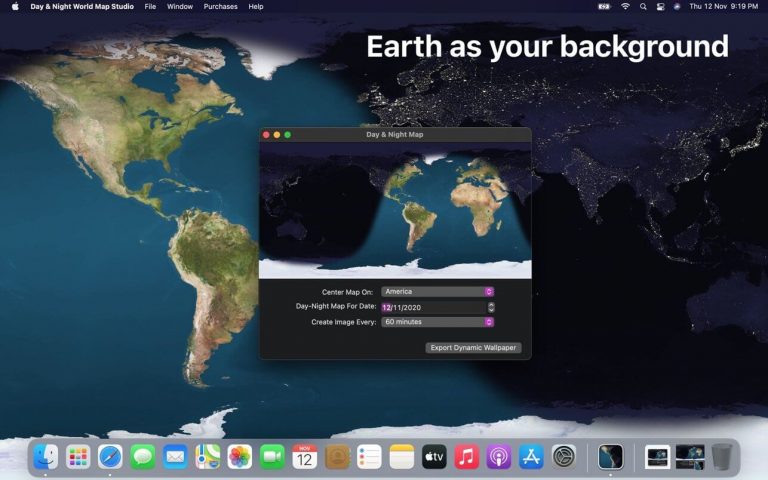 Day & Night World Map Studio File Window Purchases Help Thu 12 Nov 9:19 PM
Earth as your background
Day & Night Map
Center Map On: America
Day-Night Map For Date: 12/11/2020
Create Image Every: 60 minutes
Export Dynamic Wallpaper
NOV
12
tv